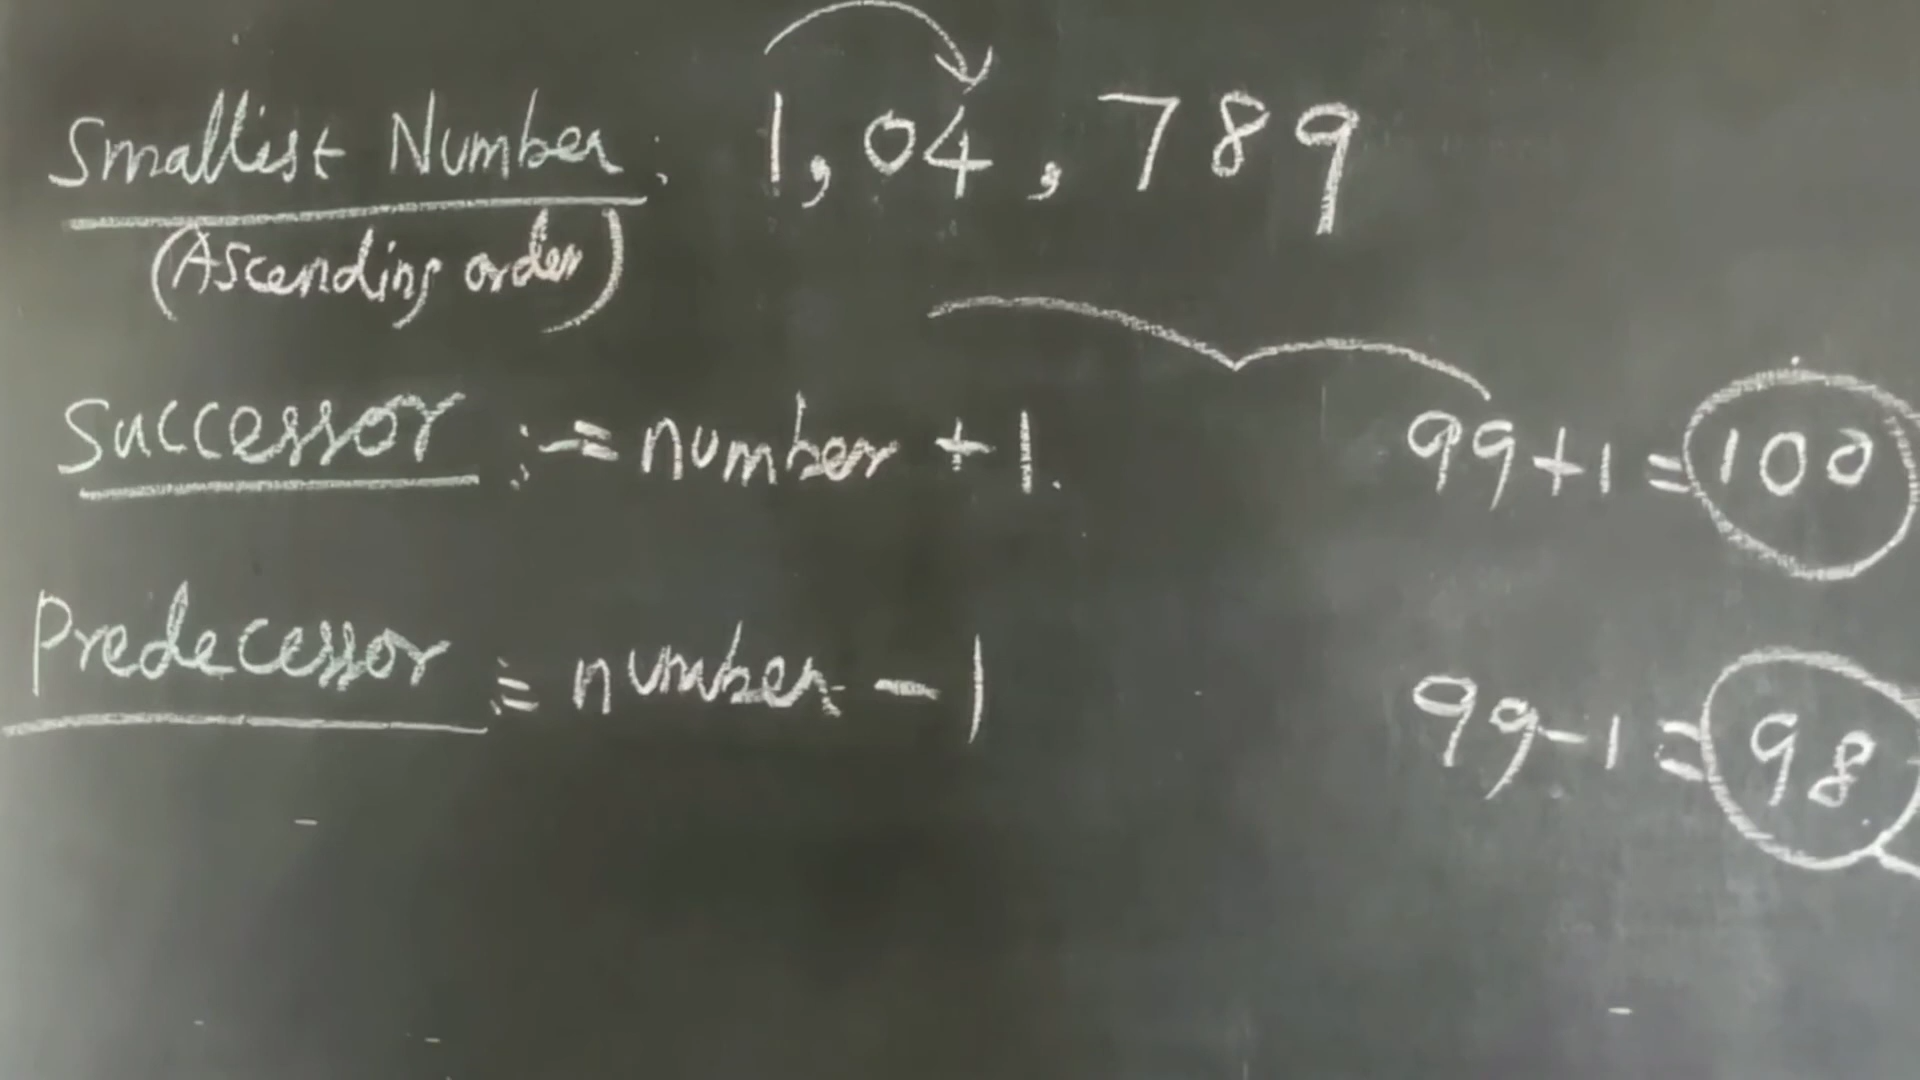 Smallest Number: 1,04,789
(Ascending order)
Successor :- = number + 1. 99+1=100
Predecessor := number - 1 99-1=98